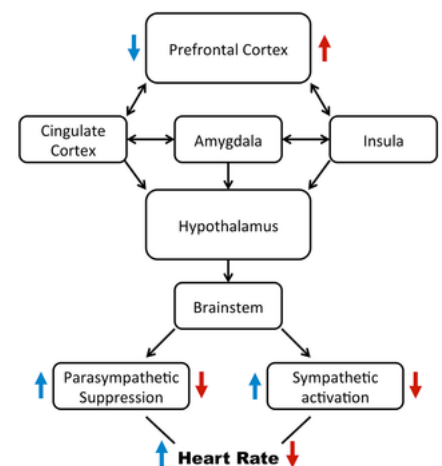 Prefrontal Cortex
Cingulate
Cortex
Amygdala
Insula
Hypothalamus
Brainstem
Parasympathetic
Suppression
Sympathetic
activation
Heart Rate